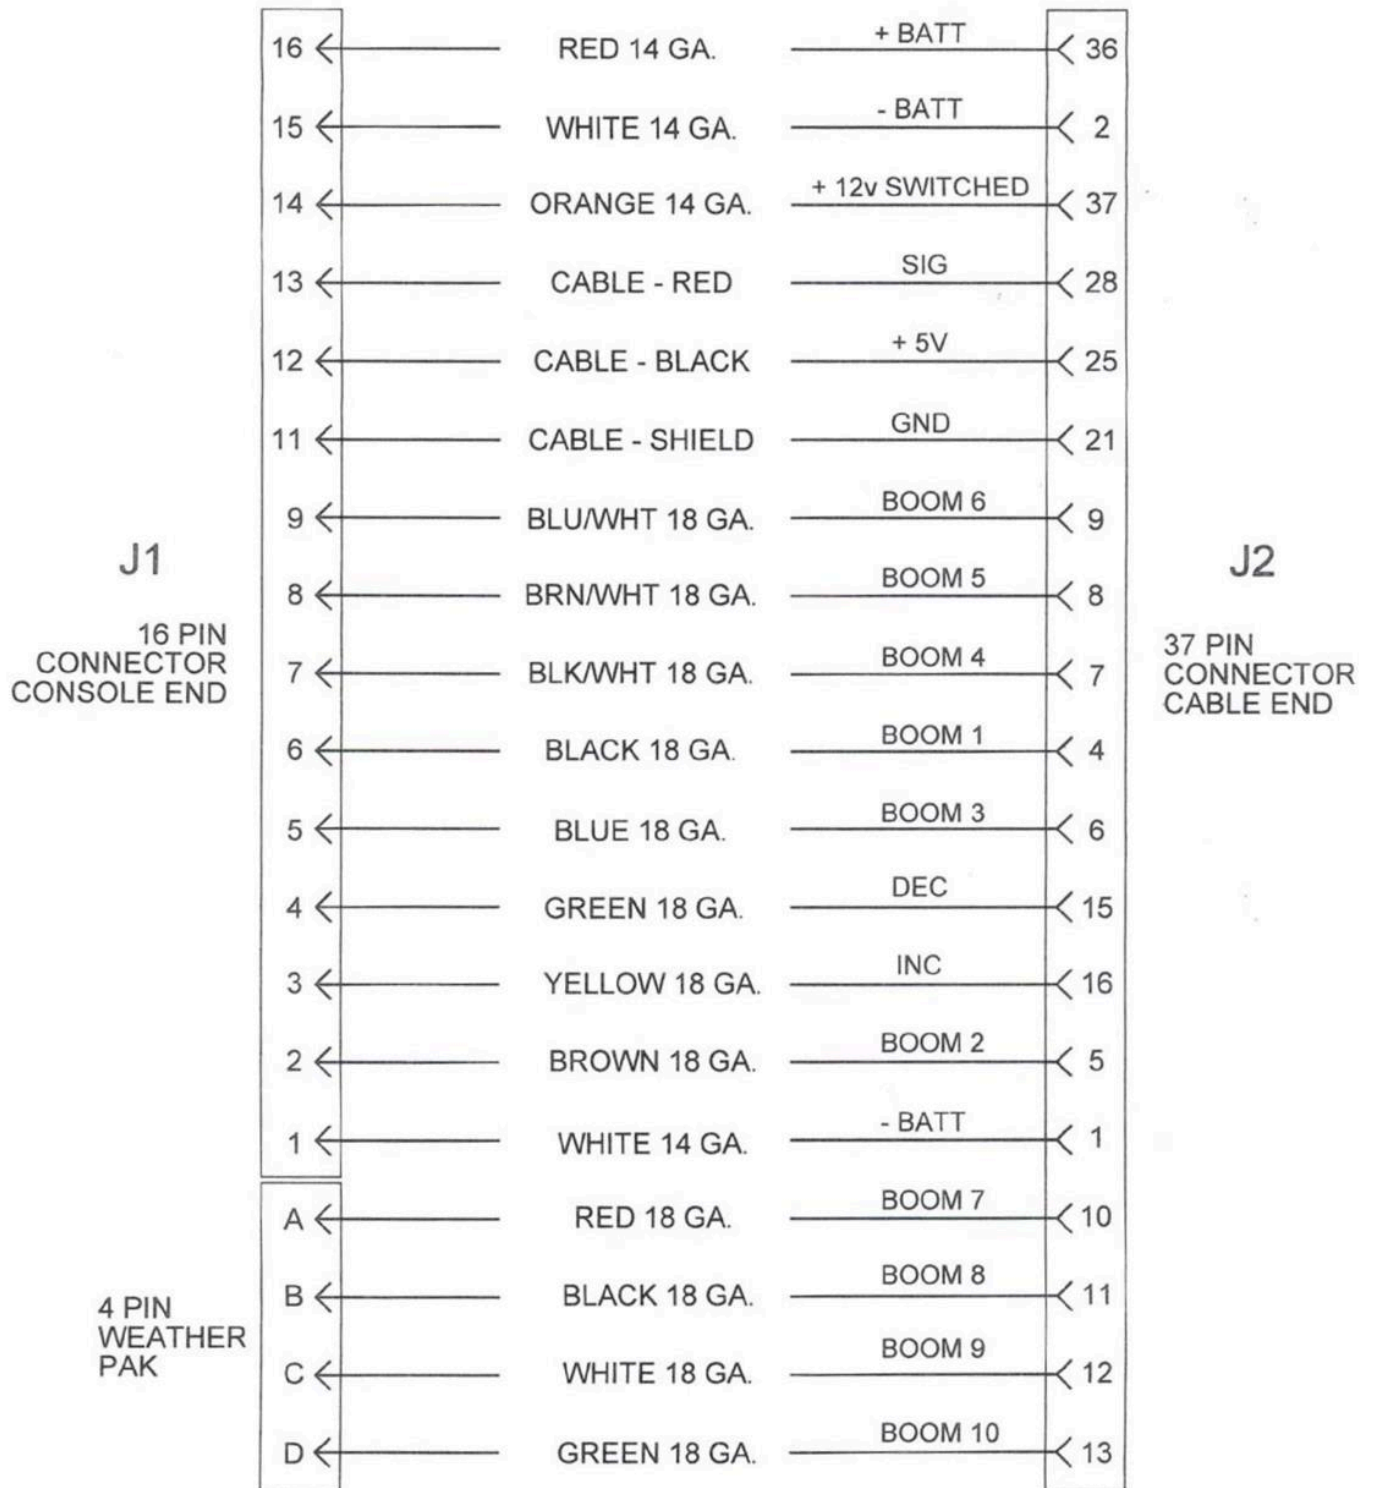 16 RED 14 GA. + BATT 36
15 WHITE 14 GA. - BATT 2
14 ORANGE 14 GA. + 12v SWITCHED 37
13 CABLE - RED SIG 28
12 CABLE - BLACK + 5V 25
11 CABLE - SHIELD GND 21
9 BLU/WHT 18 GA. BOOM 6 9
J1
16 PIN
CONNECTOR
CONSOLE END
8 BRN/WHT 18 GA. BOOM 5 8
7 BLK/WHT 18 GA. BOOM 4 7
J2
37 PIN
CONNECTOR
CABLE END
6 BLACK 18 GA. BOOM 1 4
5 BLUE 18 GA. BOOM 3 6
4 GREEN 18 GA. DEC 15
3 YELLOW 18 GA. INC 16
2 BROWN 18 GA. BOOM 2 5
1 WHITE 14 GA. - BATT 1
A RED 18 GA. BOOM 7 10
4 PIN
WEATHER
PAK
B BLACK 18 GA. BOOM 8 11
C WHITE 18 GA. BOOM 9 12
D GREEN 18 GA. BOOM 10 13